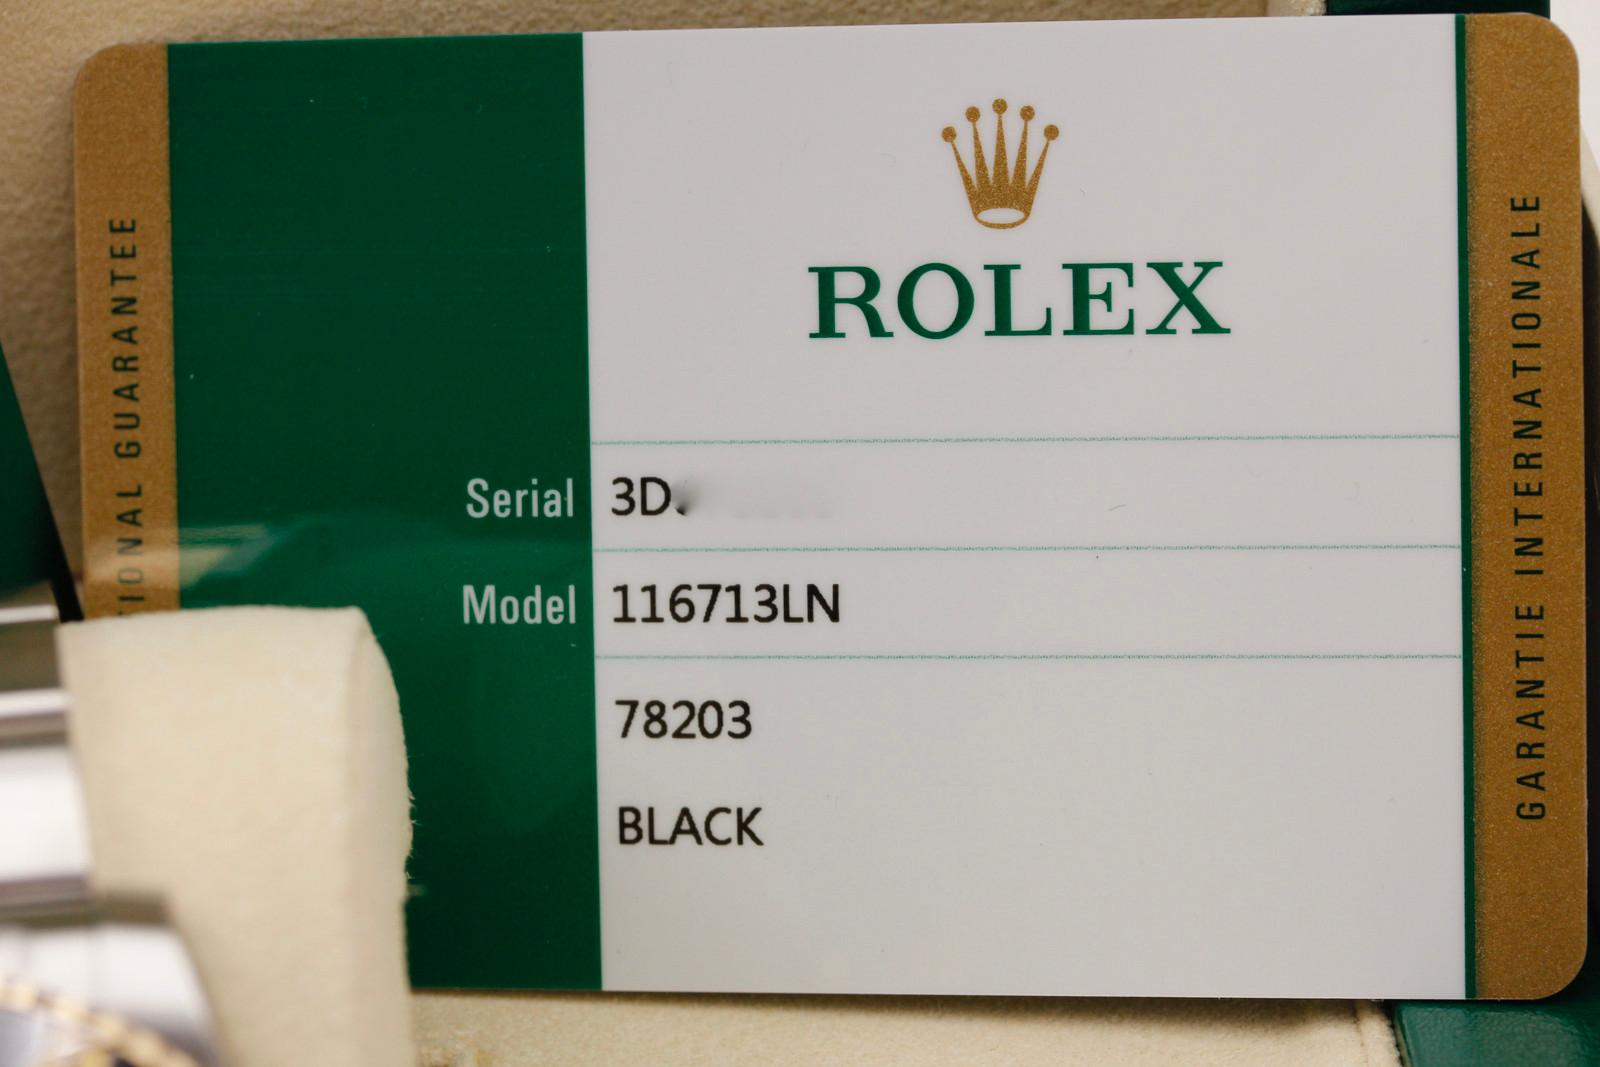 TIONAL GUARANTEE
ROLEX
Serial 3D
Model 116713LN
78203
BLACK
GARANTIE INTERNATIONALE